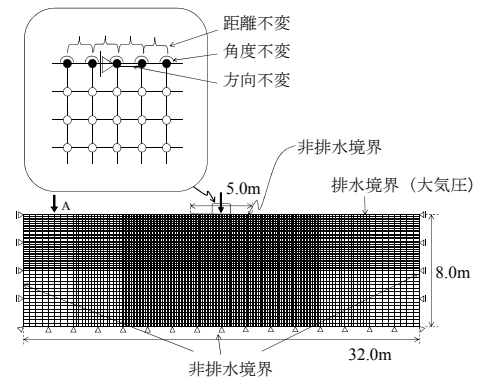 距離不変
角度不変
方向不変
非排水境界
5.0m
排水境界（大気圧）
A
8.0m
非排水境界
32.0m